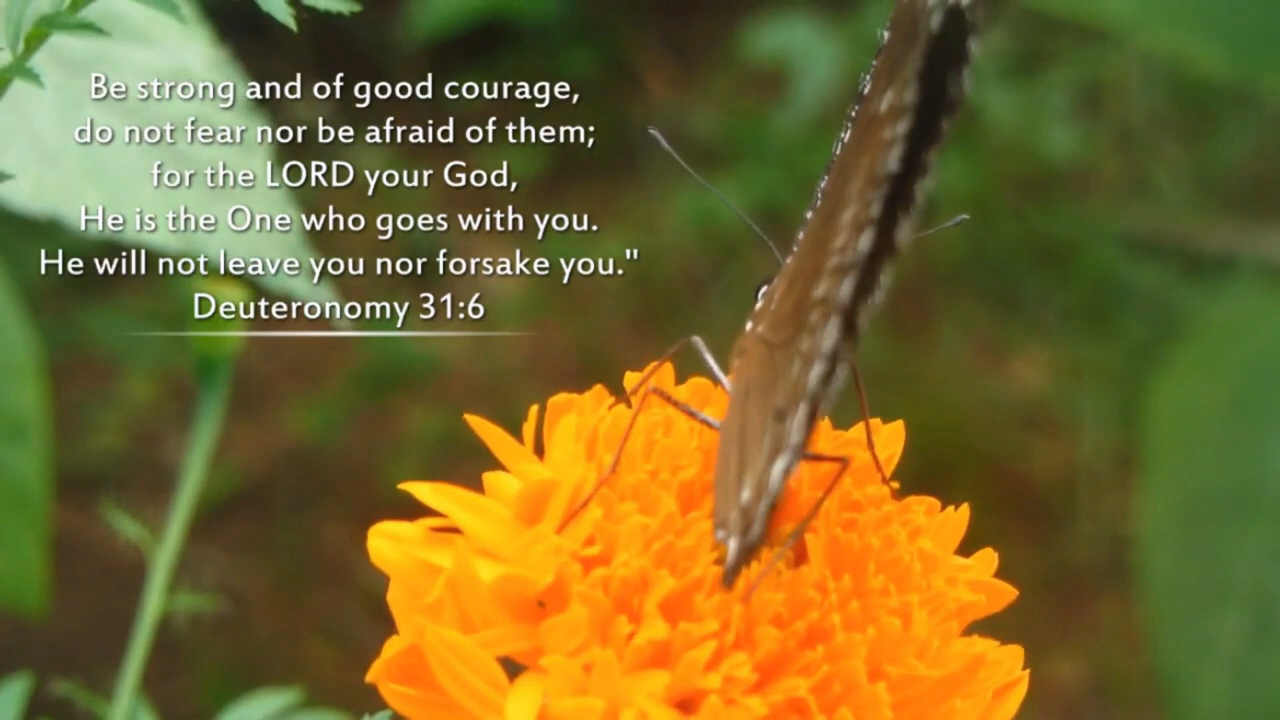 Be strong and of good courage,
do not fear nor be afraid of them;
for the LORD your God,
He is the One who goes with you.
He will not leave you nor forsake you."
Deuteronomy 31:6